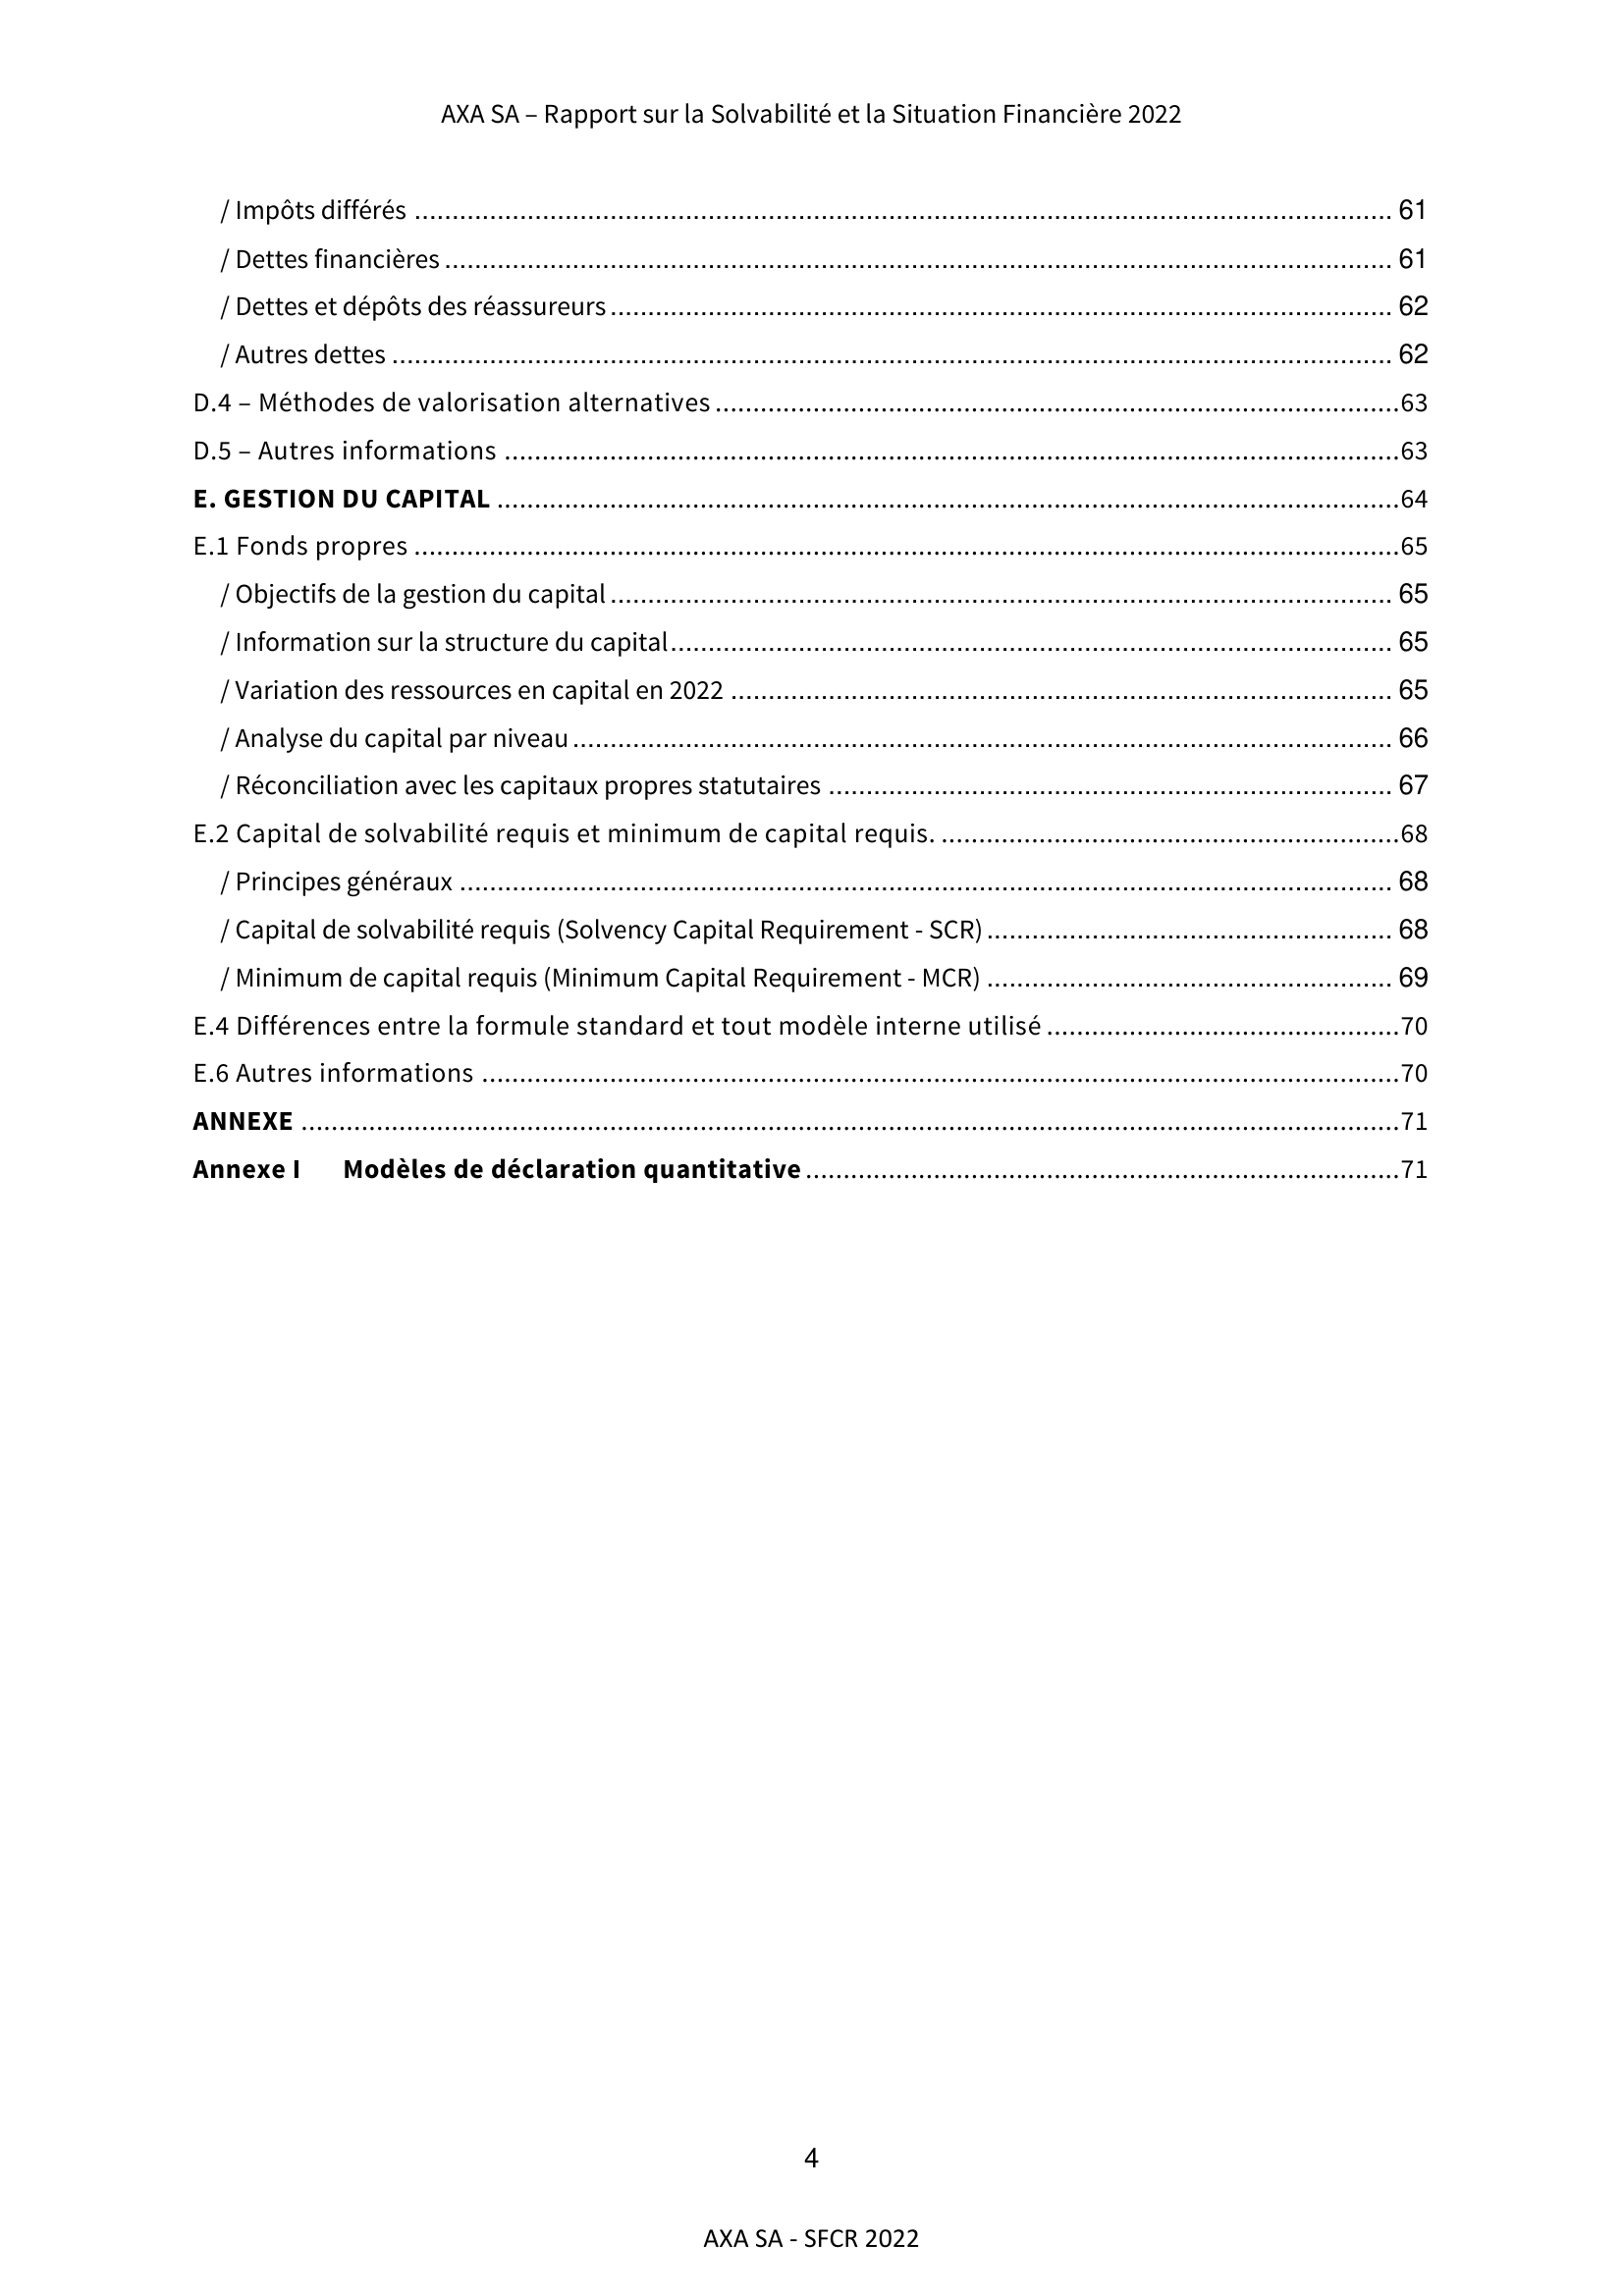 AXA SA – Rapport sur la Solvabilité et la Situation Financière 2022
/ Impôts différés ........................................ 61
/ Dettes financières ........................................ 61
/ Dettes et dépôts des réassureurs ........................................ 62
/ Autres dettes ........................................ 62
D.4 – Méthodes de valorisation alternatives ........................................63
D.5 – Autres informations ........................................63
E. GESTION DU CAPITAL ........................................64
E.1 Fonds propres ........................................65
/ Objectifs de la gestion du capital ........................................ 65
/ Information sur la structure du capital ........................................ 65
/ Variation des ressources en capital en 2022 ........................................ 65
/ Analyse du capital par niveau ........................................ 66
/ Réconciliation avec les capitaux propres statutaires ........................................ 67
E.2 Capital de solvabilité requis et minimum de capital requis. ........................................68
/ Principes généraux ........................................ 68
/ Capital de solvabilité requis (Solvency Capital Requirement - SCR) ........................................ 68
/ Minimum de capital requis (Minimum Capital Requirement - MCR) ........................................ 69
E.4 Différences entre la formule standard et tout modèle interne utilisé ........................................70
E.6 Autres informations ........................................70
ANNEXE ........................................71
Annexe I Modèles de déclaration quantitative ........................................71
4
AXA SA - SFCR 2022